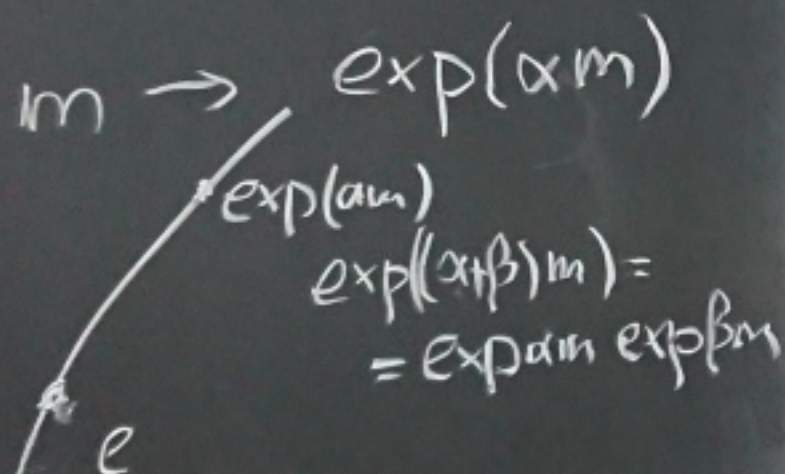 m → exp(αm)
exp(αm)
exp((α+β)m) =
= expαm expβm
e